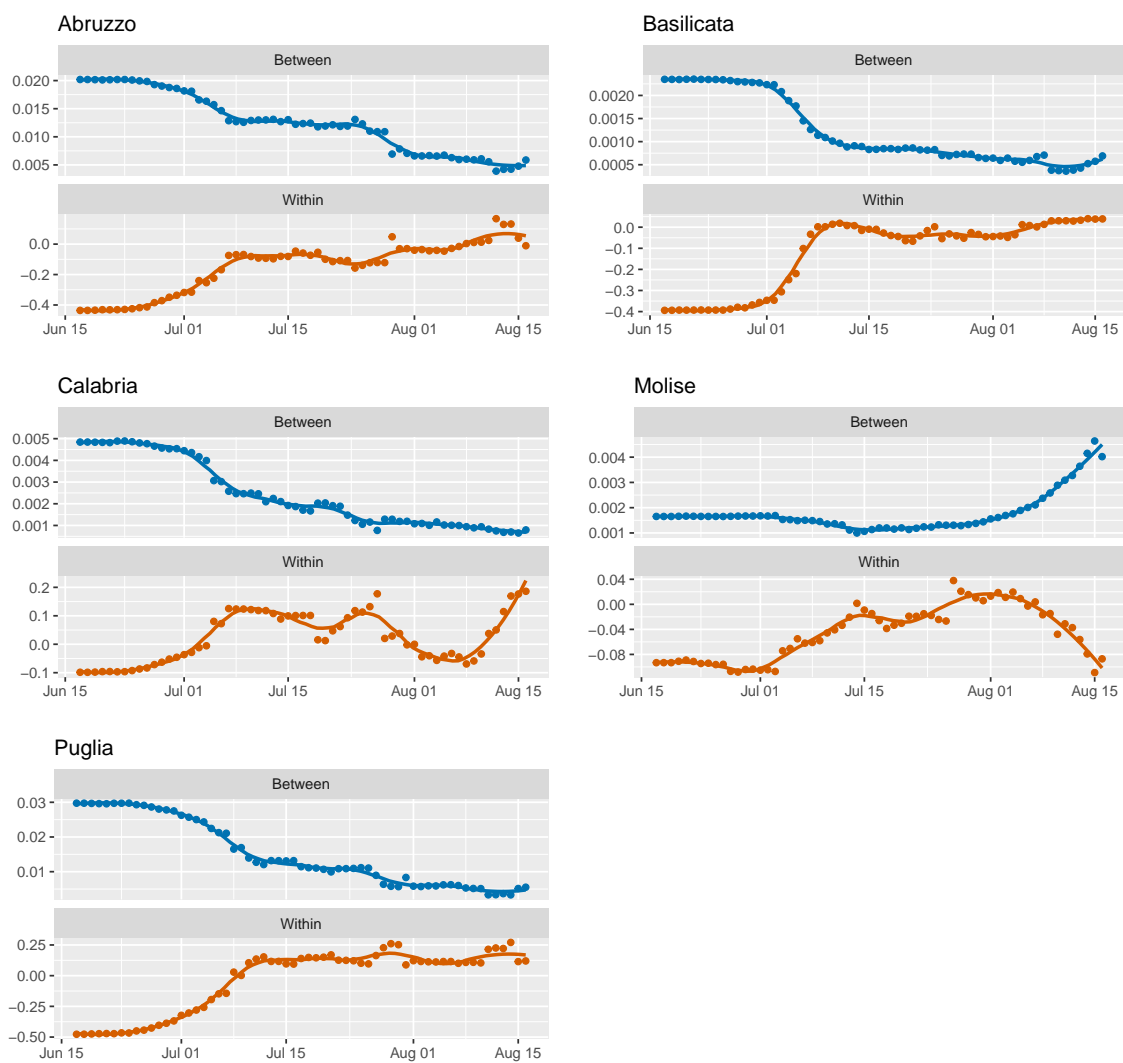 Abruzzo
Between
0.020
0.015
0.010
0.005
Within
0.0
−0.2
−0.4
Jun 15 Jul 01 Jul 15 Aug 01 Aug 15
Basilicata
Between
0.0020
0.0015
0.0010
0.0005
Within
0.0
−0.1
−0.2
−0.3
−0.4
Jun 15 Jul 01 Jul 15 Aug 01 Aug 15
Calabria
Between
0.005
0.004
0.003
0.002
0.001
Within
0.2
0.1
0.0
−0.1
Jun 15 Jul 01 Jul 15 Aug 01 Aug 15
Molise
Between
0.004
0.003
0.002
0.001
Within
0.04
0.00
−0.04
−0.08
Jun 15 Jul 01 Jul 15 Aug 01 Aug 15
Puglia
Between
0.03
0.02
0.01
Within
0.25
0.00
−0.25
−0.50
Jun 15 Jul 01 Jul 15 Aug 01 Aug 15